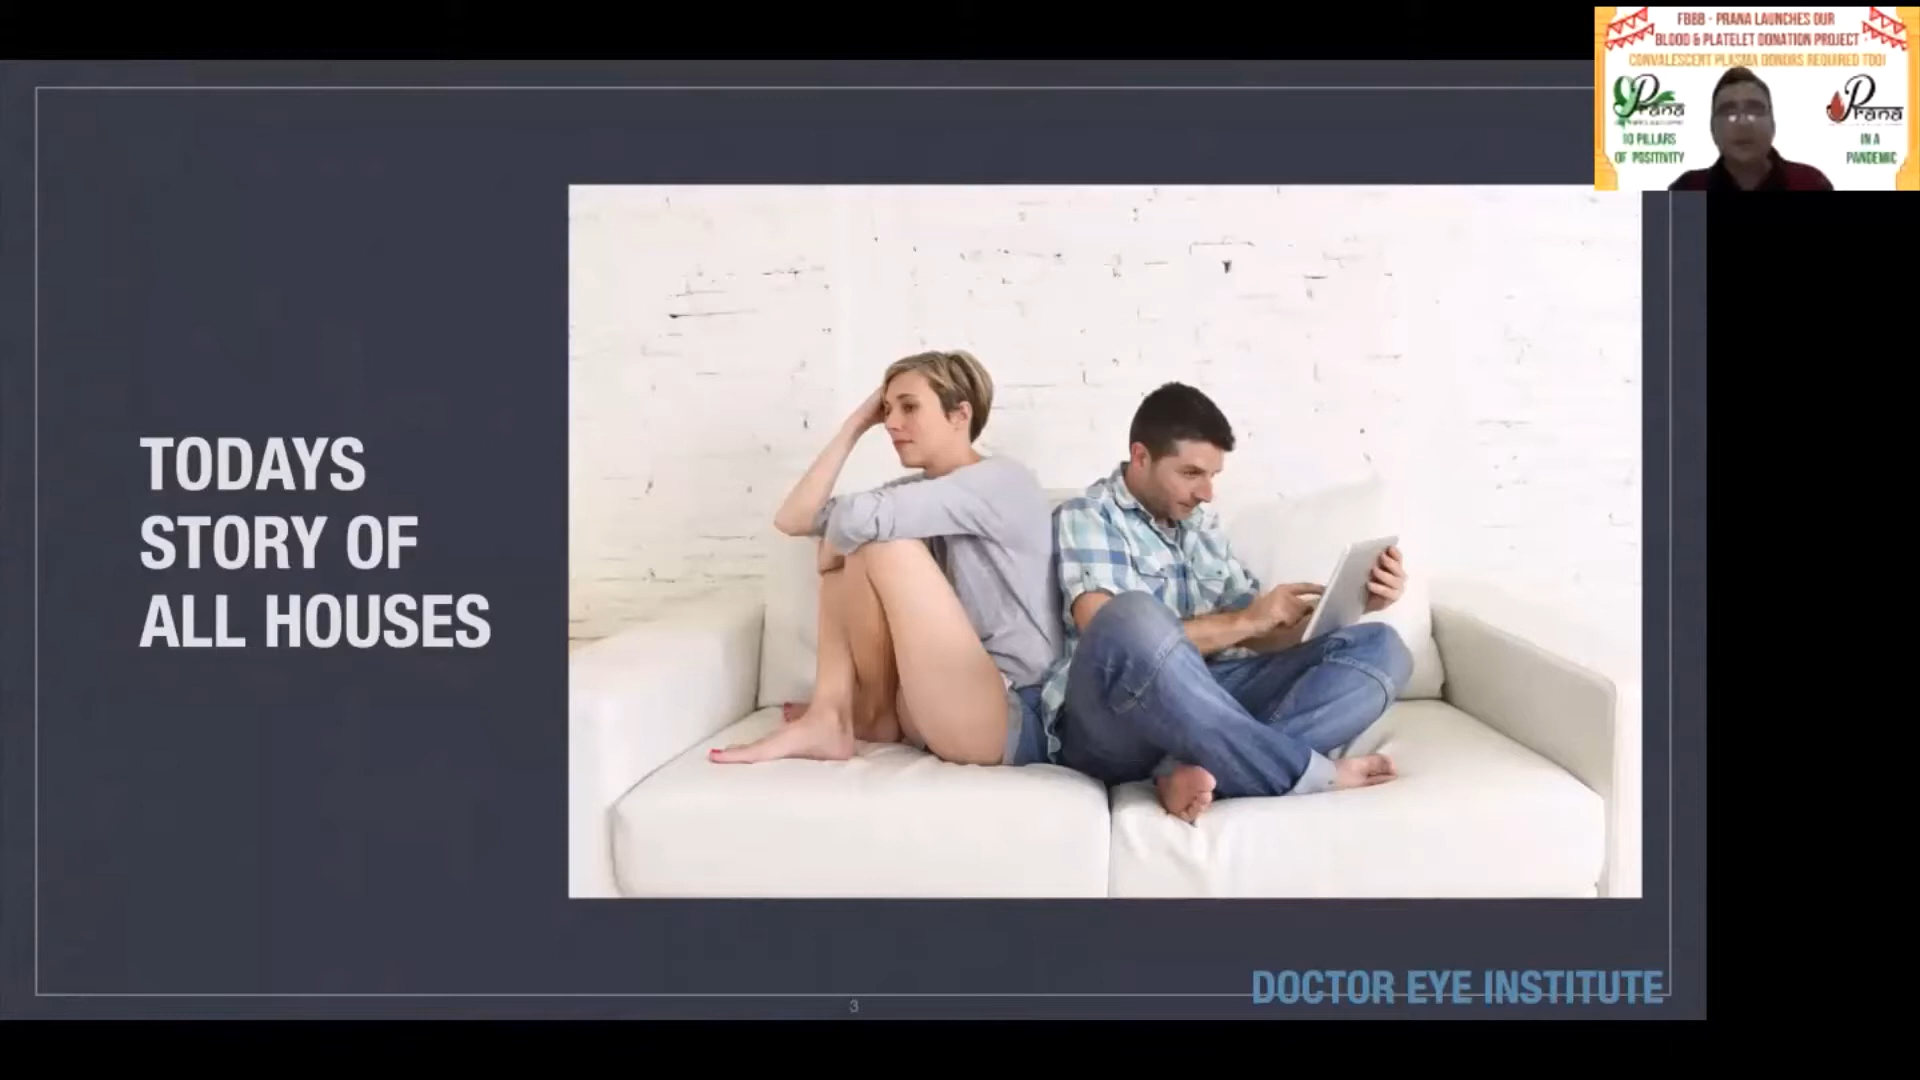 TODAYS
STORY OF
ALL HOUSES
DOCTOR EYE INSTITUTE
3
FBBB - PRANA LAUNCHES OUR
BLOOD & PLATELET DONATION PROJECT
CONVALESCENT PLASMA DONORS REQUIRED TOO!
Prana
10 PILLARS
OF POSITIVITY
Prana
IN A
PANDEMIC